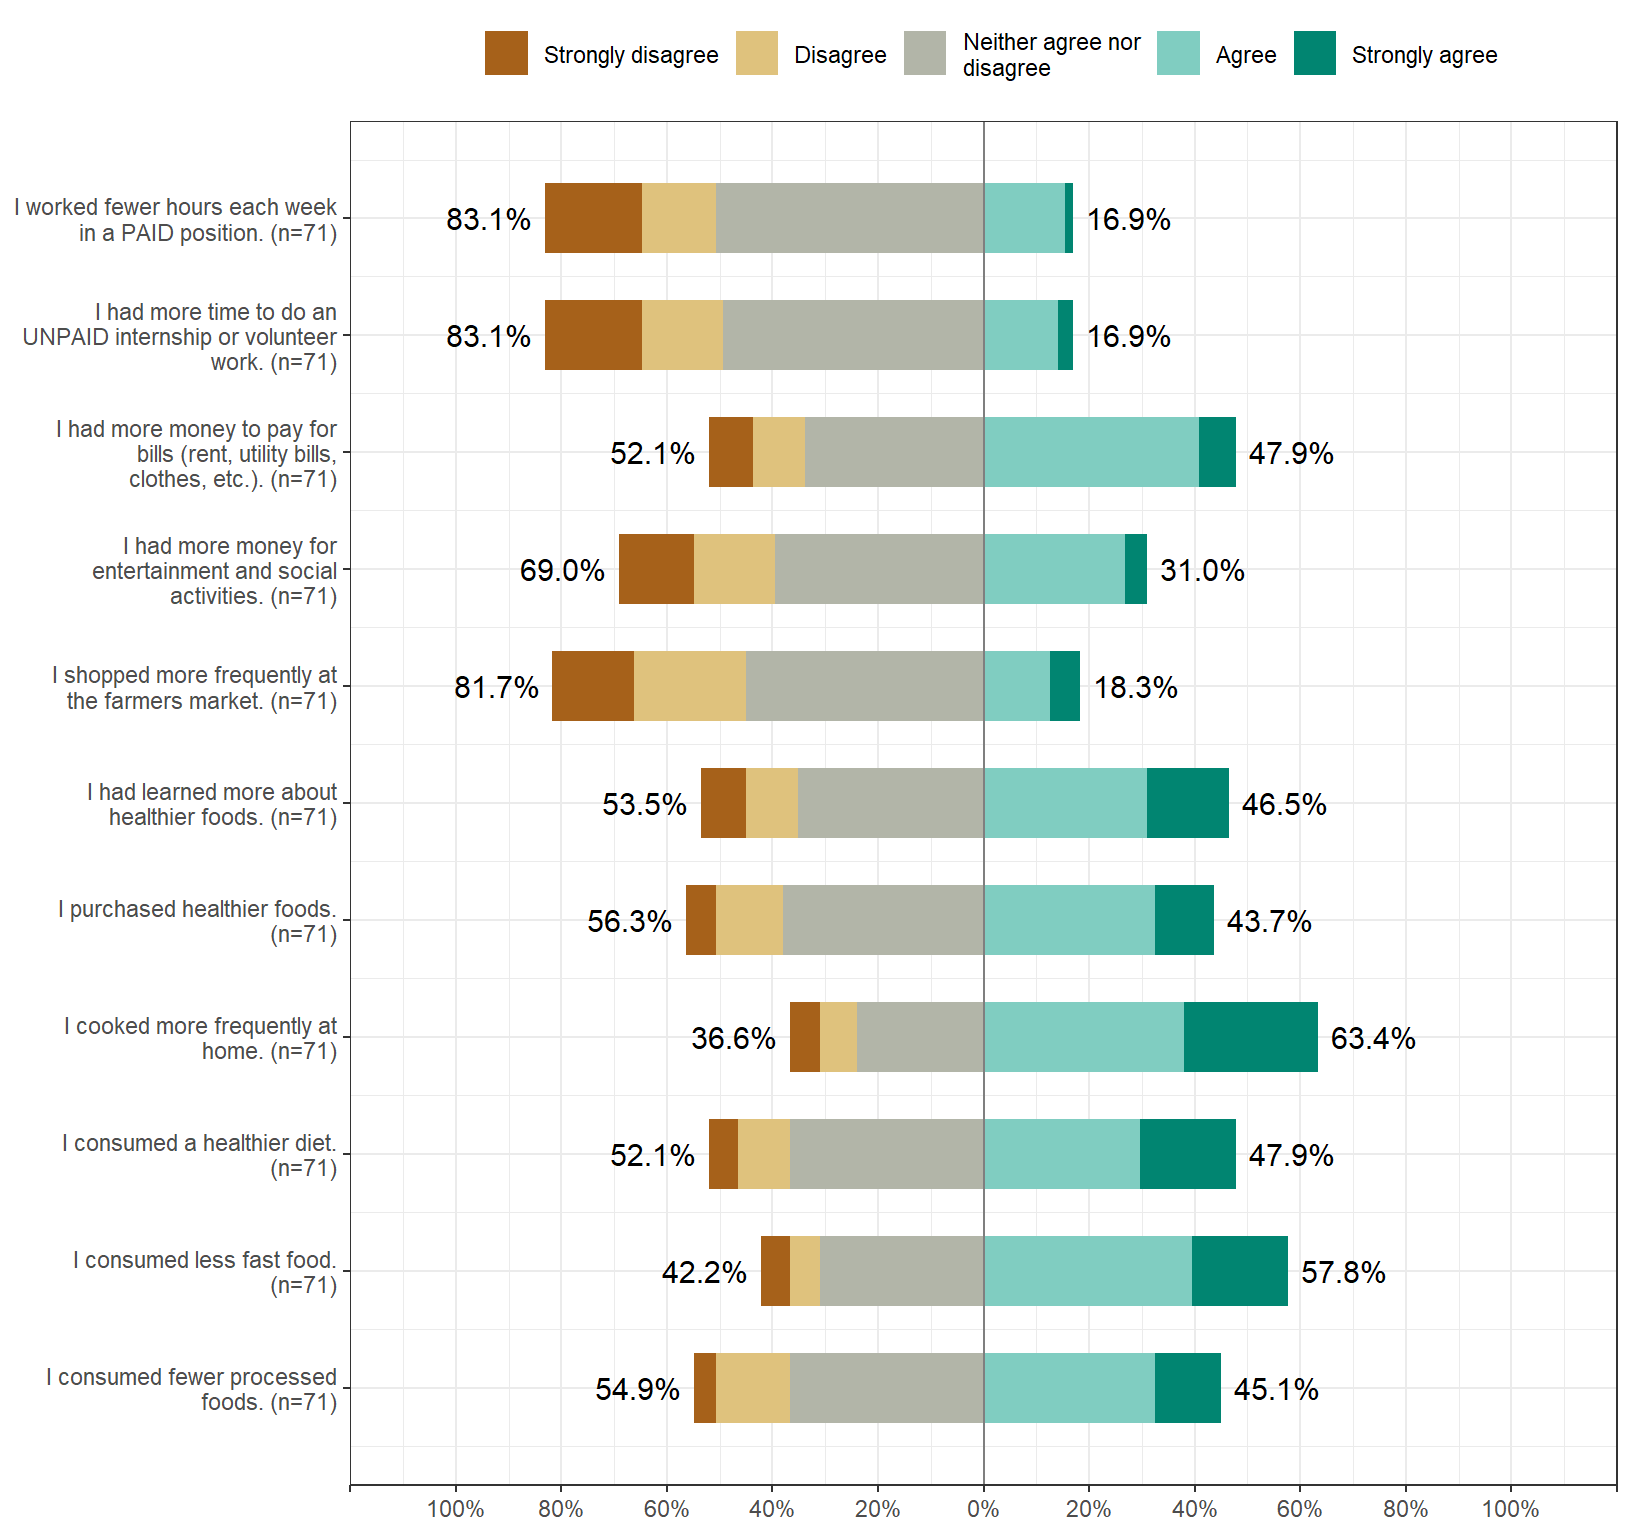 Strongly disagree
Disagree
Neither agree nor
disagree
Agree
Strongly agree
I worked fewer hours each week
in a PAID position. (n=71)
83.1%
16.9%
I had more time to do an
UNPAID internship or volunteer
work. (n=71)
83.1%
16.9%
I had more money to pay for
bills (rent, utility bills,
clothes, etc.). (n=71)
52.1%
47.9%
I had more money for
entertainment and social
activities. (n=71)
69.0%
31.0%
I shopped more frequently at
the farmers market. (n=71)
81.7%
18.3%
I had learned more about
healthier foods. (n=71)
53.5%
46.5%
I purchased healthier foods.
(n=71)
56.3%
43.7%
I cooked more frequently at
home. (n=71)
36.6%
63.4%
I consumed a healthier diet.
(n=71)
52.1%
47.9%
I consumed less fast food.
(n=71)
42.2%
57.8%
I consumed fewer processed
foods. (n=71)
54.9%
45.1%
100% 80% 60% 40% 20% 0% 20% 40% 60% 80% 100%